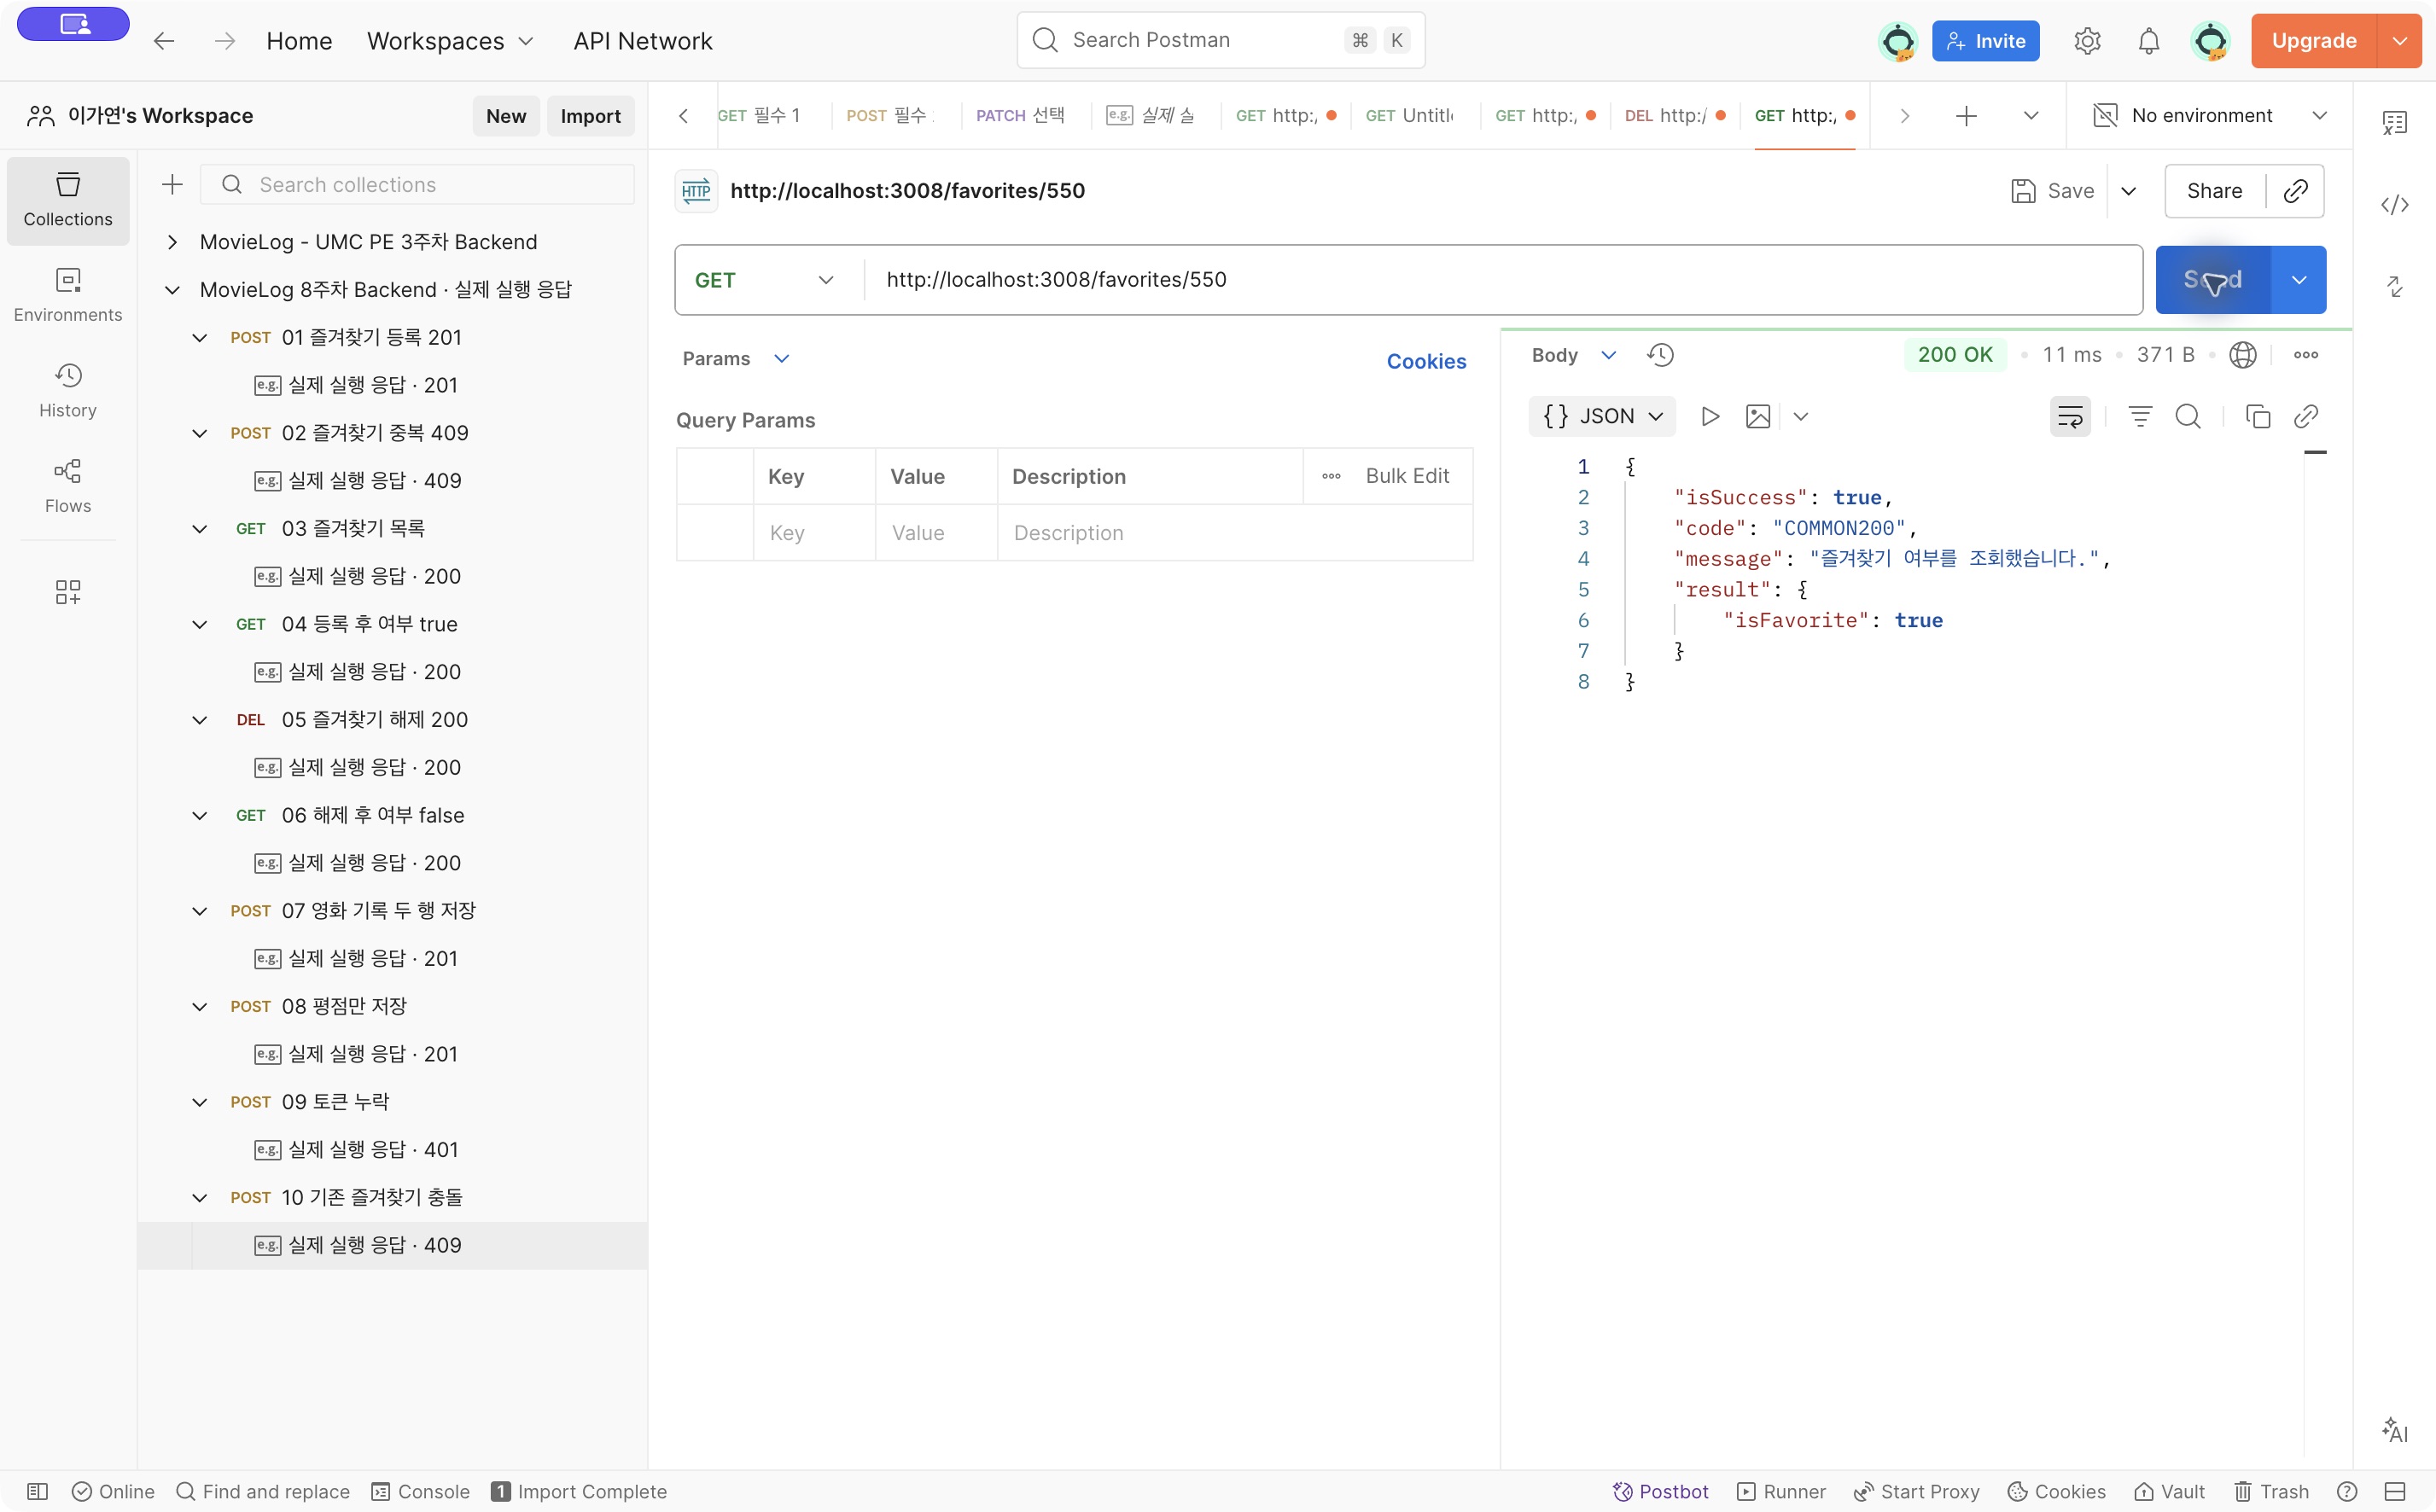 Home
Workspaces
API Network
Search Postman
⌘ K
Invite
Upgrade
이가연's Workspace
New
Import
GET 필수 1
POST 필수
PATCH 선택
e.g. 실제 실
GET http:/
GET Untitl
GET http:/
DEL http:/
GET http:/
No environment
Collections
Environments
History
Flows
Search collections
MovieLog - UMC PE 3주차 Backend
MovieLog 8주차 Backend · 실제 실행 응답
POST 01 즐겨찾기 등록 201
e.g. 실제 실행 응답 · 201
POST 02 즐겨찾기 중복 409
e.g. 실제 실행 응답 · 409
GET 03 즐겨찾기 목록
e.g. 실제 실행 응답 · 200
GET 04 등록 후 여부 true
e.g. 실제 실행 응답 · 200
DEL 05 즐겨찾기 해제 200
e.g. 실제 실행 응답 · 200
GET 06 해제 후 여부 false
e.g. 실제 실행 응답 · 200
POST 07 영화 기록 두 행 저장
e.g. 실제 실행 응답 · 201
POST 08 평점만 저장
e.g. 실제 실행 응답 · 201
POST 09 토큰 누락
e.g. 실제 실행 응답 · 401
POST 10 기존 즐겨찾기 충돌
e.g. 실제 실행 응답 · 409
HTTP http://localhost:3008/favorites/550
Save
Share
GET http://localhost:3008/favorites/550
Send
Params
Cookies
Query Params
Key Value Description Bulk Edit
Key Value Description
Body
200 OK • 11 ms • 371 B
{} JSON
1 {
2 "isSuccess": true,
3 "code": "COMMON200",
4 "message": "즐겨찾기 여부를 조회했습니다.",
5 "result": {
6 "isFavorite": true
7 }
8 }
AI
Online
Find and replace
Console
1 Import Complete
Postbot
Runner
Start Proxy
Cookies
Vault
Trash